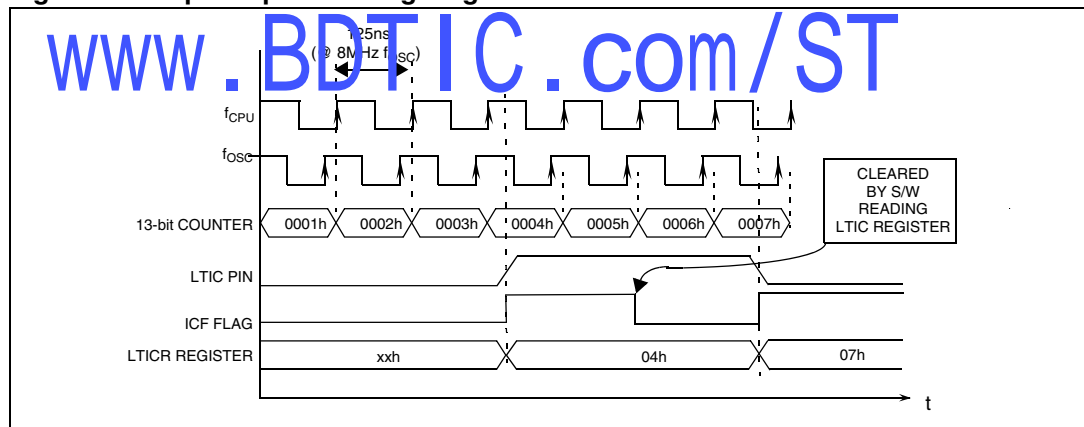 www.BDTIC.com/ST
125ns
(@ 8MHz fOSC)
fCPU
fOSC
CLEARED
BY S/W
READING
LTIC REGISTER
13-bit COUNTER 0001h 0002h 0003h 0004h 0005h 0006h 0007h
LTIC PIN
ICF FLAG
LTICR REGISTER xxh 04h 07h
t